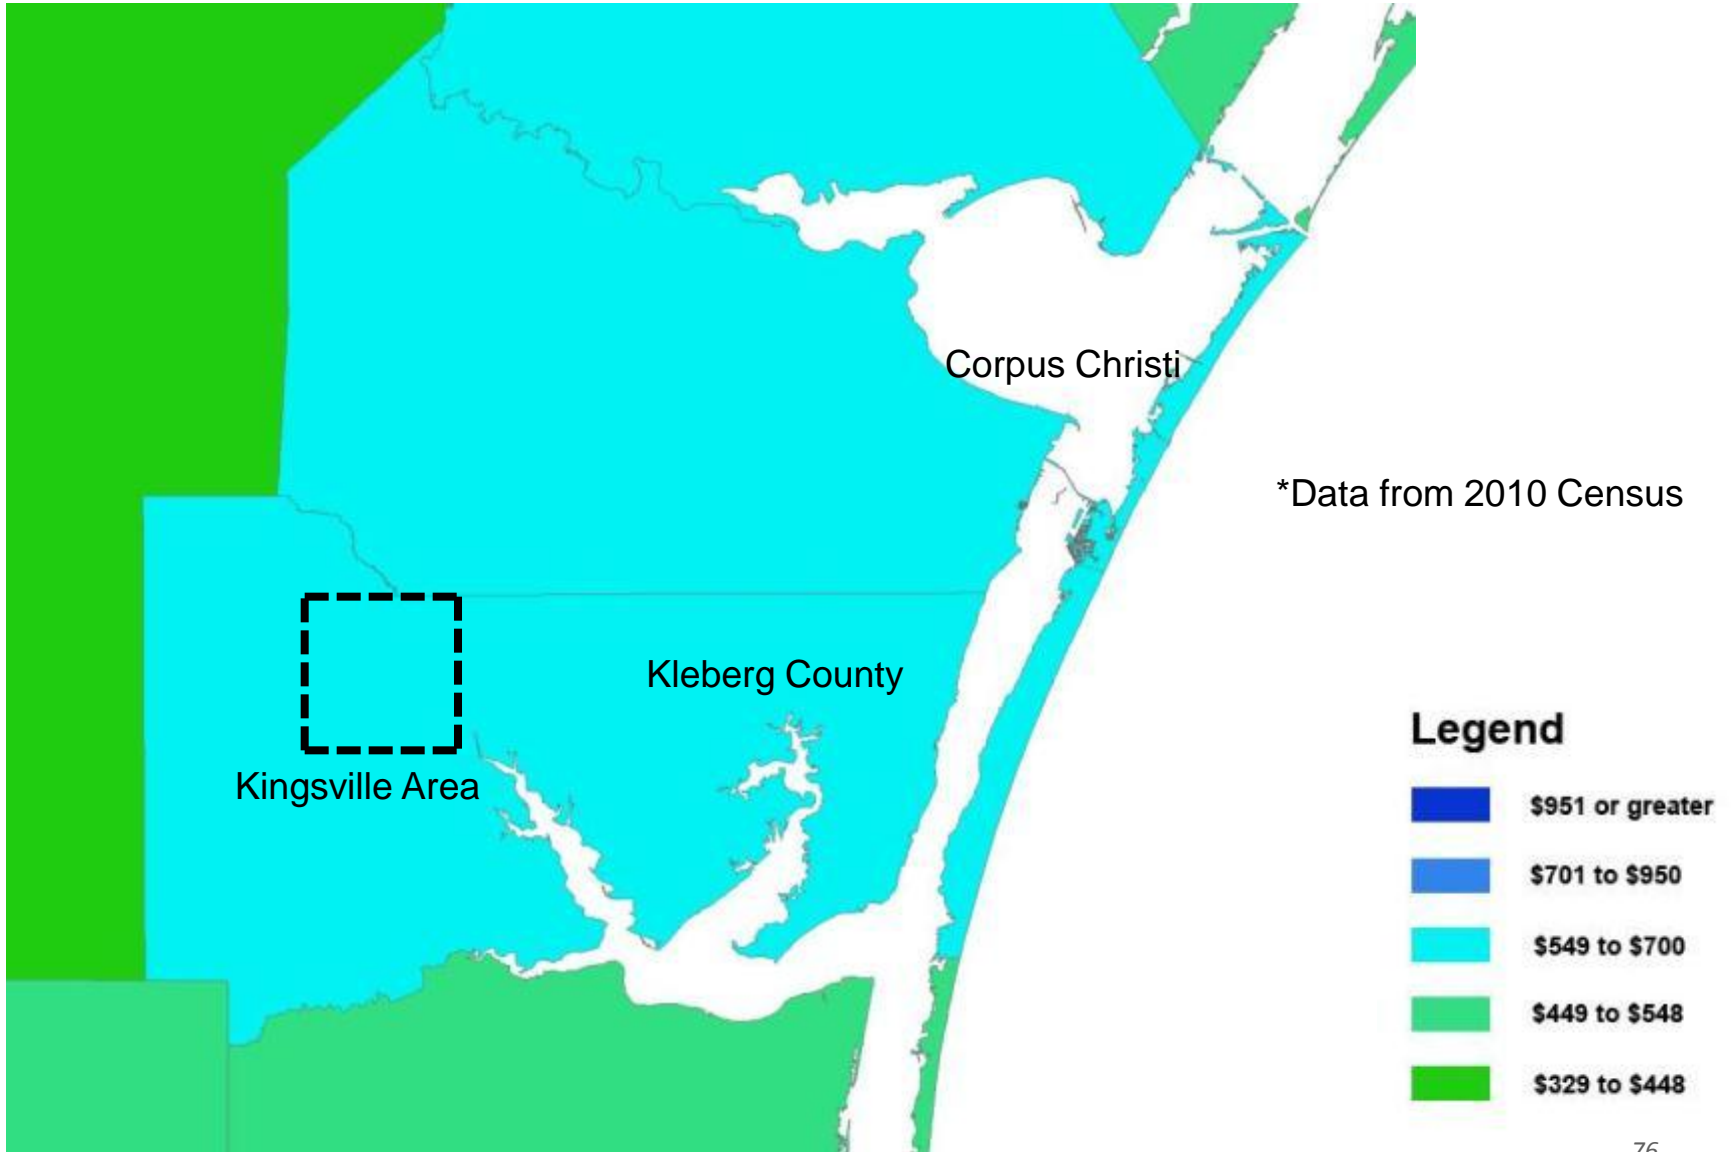 Corpus Christi
*Data from 2010 Census
Kleberg County
Kingsville Area
Legend
$951 or greater
$701 to $950
$549 to $700
$449 to $548
$329 to $448
76